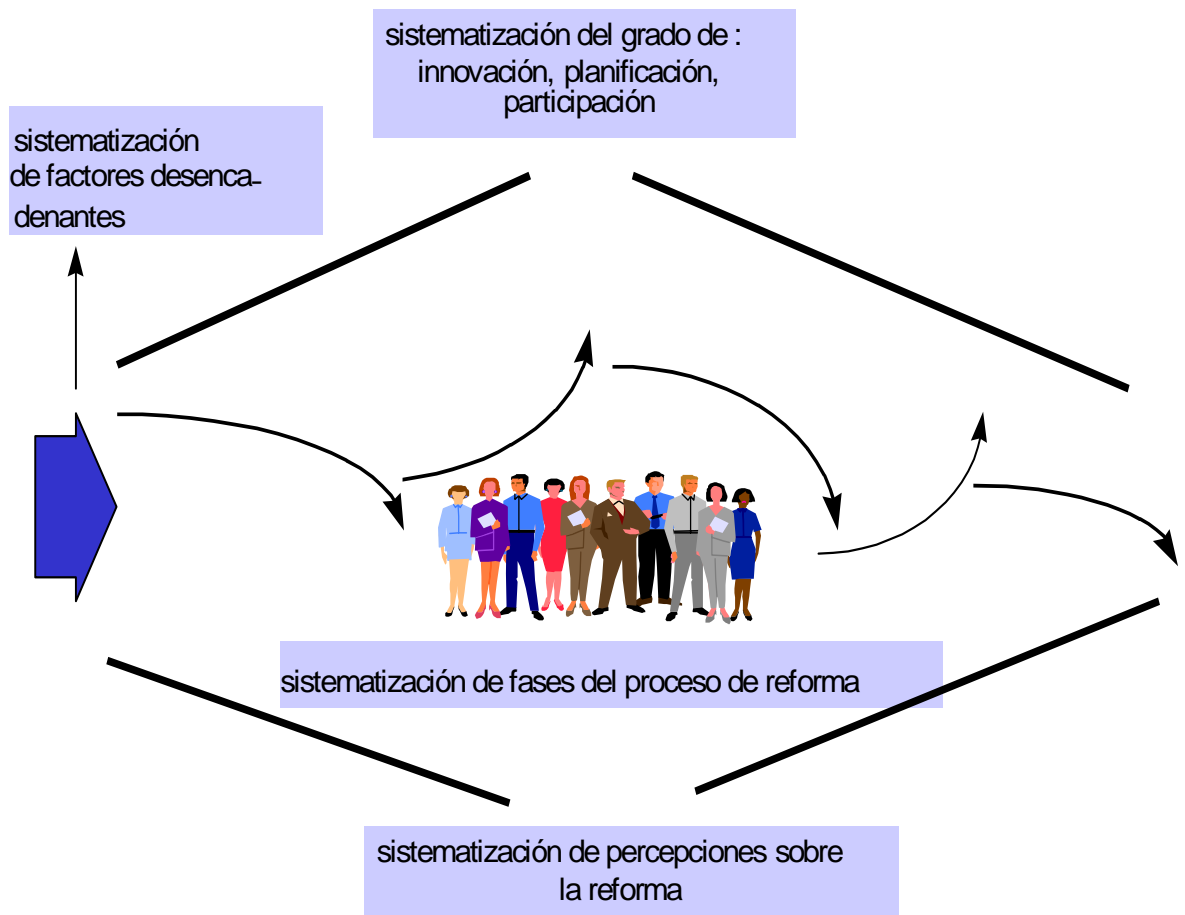 sistematización del grado de :
innovación, planificación,
participación
sistematización
de factores desenca-
denantes
sistematización de fases del proceso de reforma
sistematización de percepciones sobre
la reforma